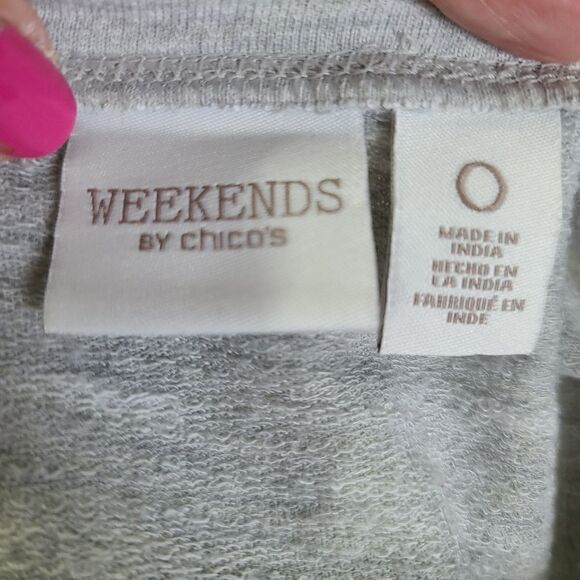 WEEKENDS
BY CHICO'S
0
MADE IN
INDIA
HECHO EN
LA INDIA
FABRIQUÉ EN
INDE